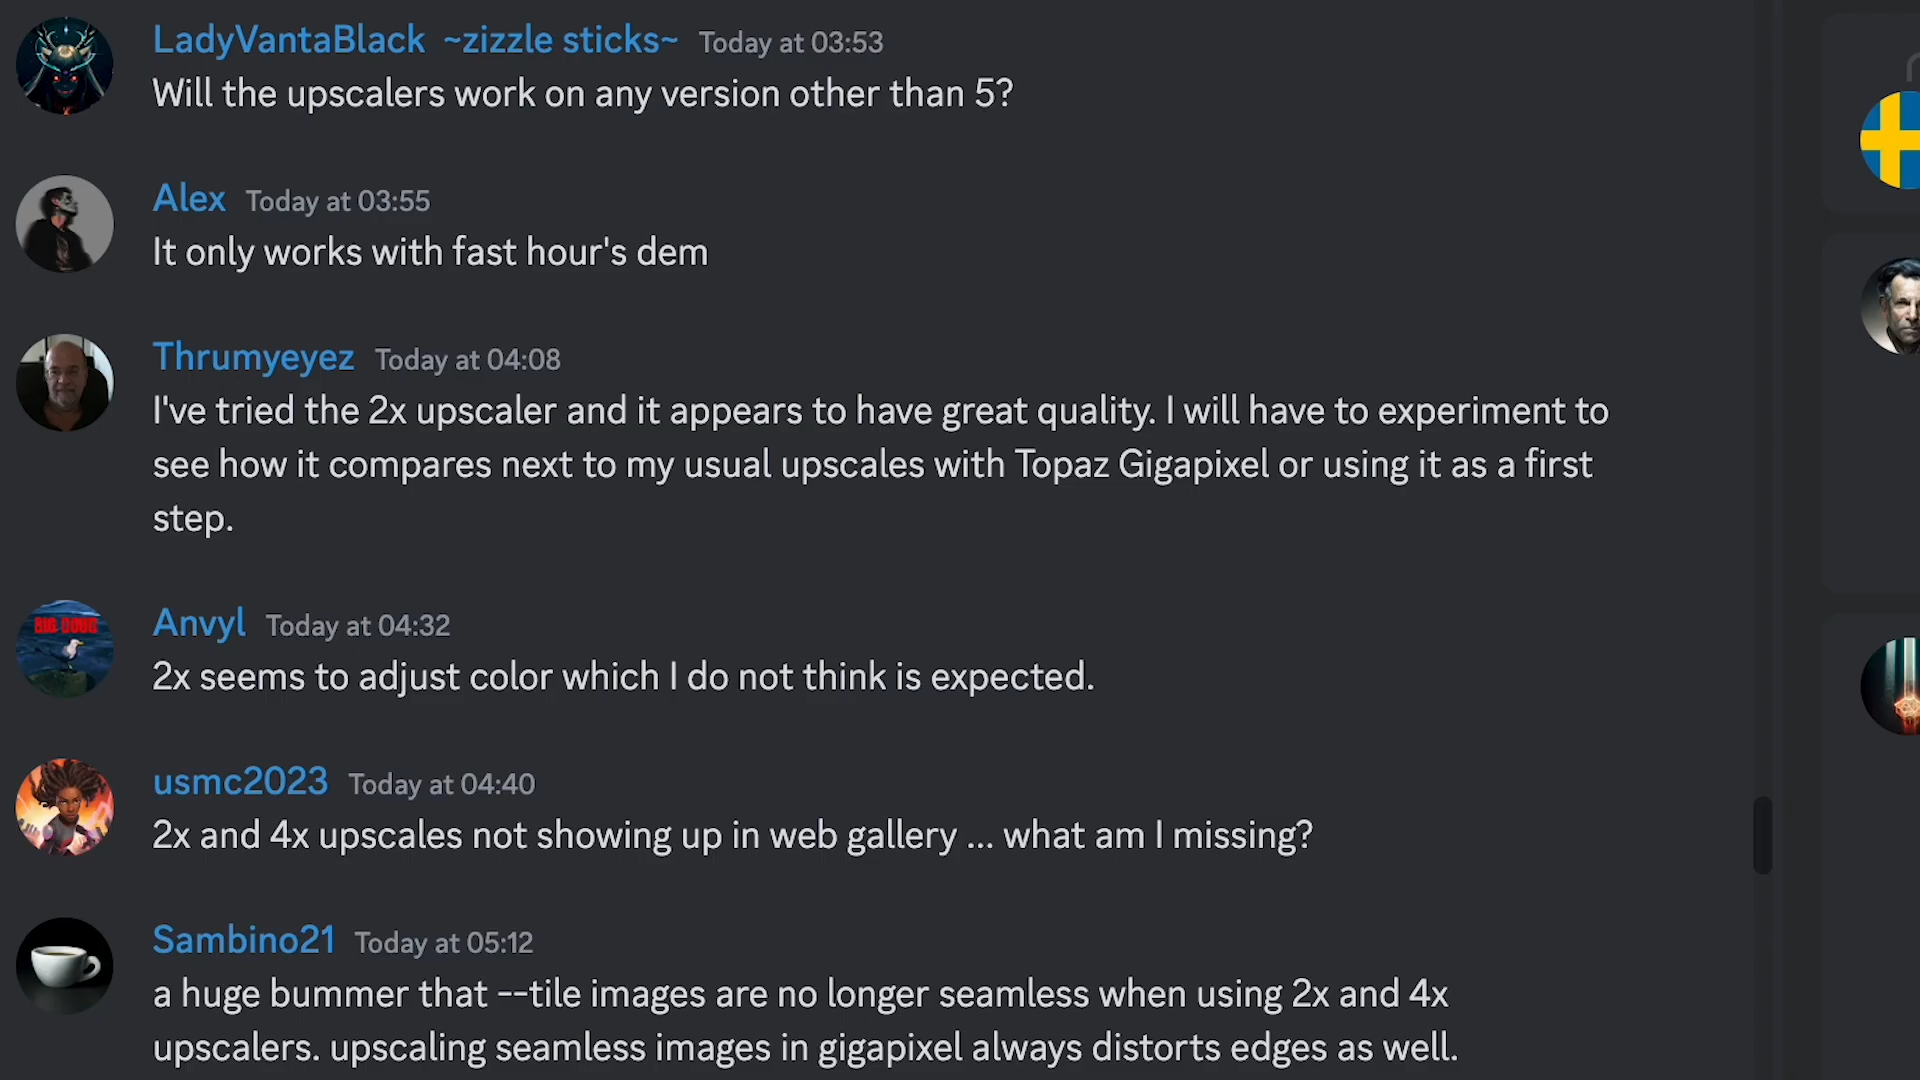 LadyVantaBlack ~zizzle sticks~ Today at 03:53
Will the upscalers work on any version other than 5?
Alex Today at 03:55
It only works with fast hour's dem
Thrumyeyez Today at 04:08
I've tried the 2x upscaler and it appears to have great quality. I will have to experiment to
see how it compares next to my usual upscales with Topaz Gigapixel or using it as a first
step.
BIG DOUG
Anvyl Today at 04:32
2x seems to adjust color which I do not think is expected.
usmc2023 Today at 04:40
2x and 4x upscales not showing up in web gallery ... what am I missing?
Sambino21 Today at 05:12
a huge bummer that --tile images are no longer seamless when using 2x and 4x
upscalers. upscaling seamless images in gigapixel always distorts edges as well.